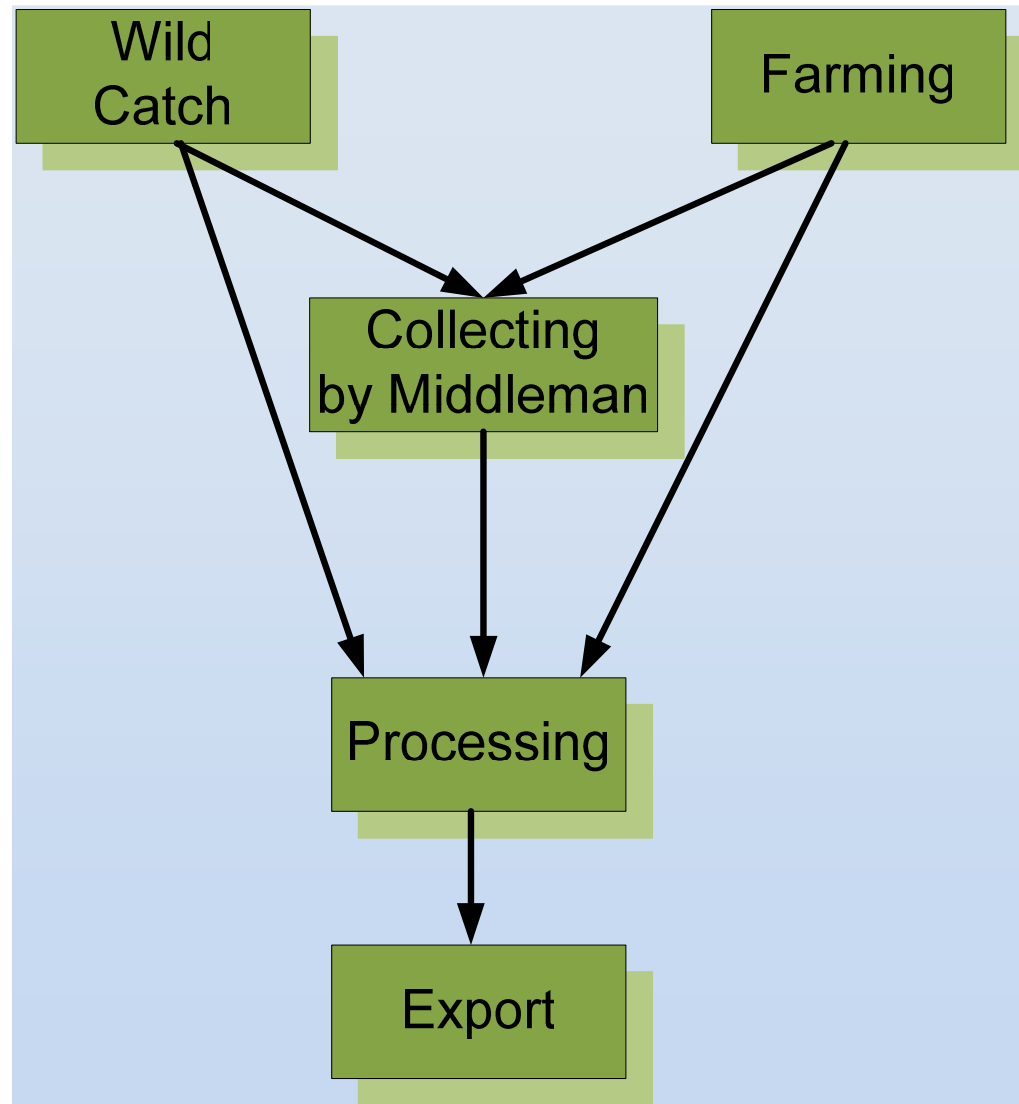 Wild
Catch
Farming
Collecting
by Middleman
Processing
Export